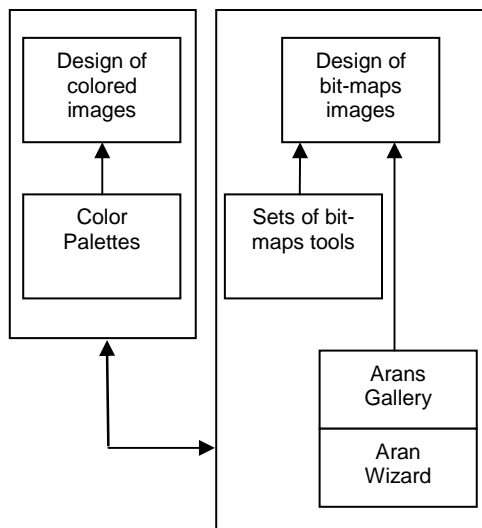 Design of
colored
images
Color
Palettes
Design of
bit-maps
images
Sets of bit-
maps tools
Arans
Gallery
Aran
Wizard